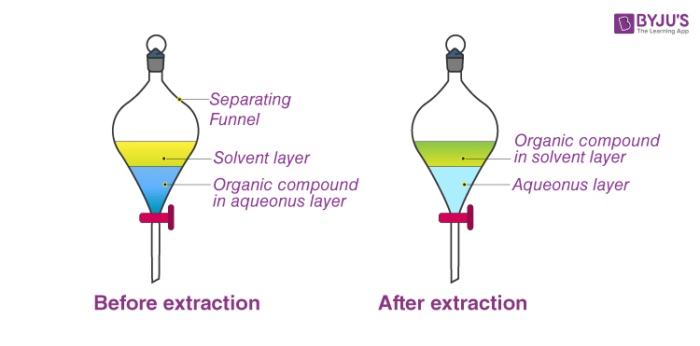 BYJU'S
The Learning App
Separating
Funnel
Solvent layer
Organic compound
in aqueonus layer
Before extraction
Organic compound
in solvent layer
Aqueonus layer
After extraction